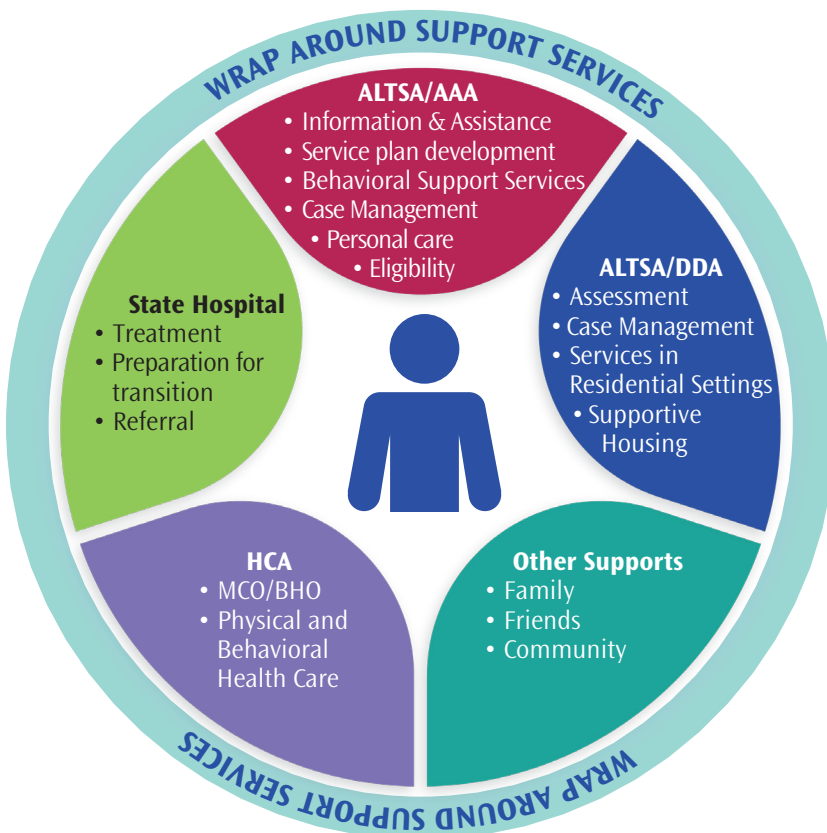 WRAP AROUND SUPPORT SERVICES
ALTSA/AAA
• Information & Assistance
• Service plan development
• Behavioral Support Services
• Case Management
• Personal care
• Eligibility
ALTSA/DDA
• Assessment
• Case Management
• Services in
Residential Settings
• Supportive
Housing
State Hospital
• Treatment
• Preparation for
transition
• Referral
HCA
• MCO/BHO
• Physical and
Behavioral
Health Care
Other Supports
• Family
• Friends
• Community
WRAP AROUND SUPPORT SERVICES